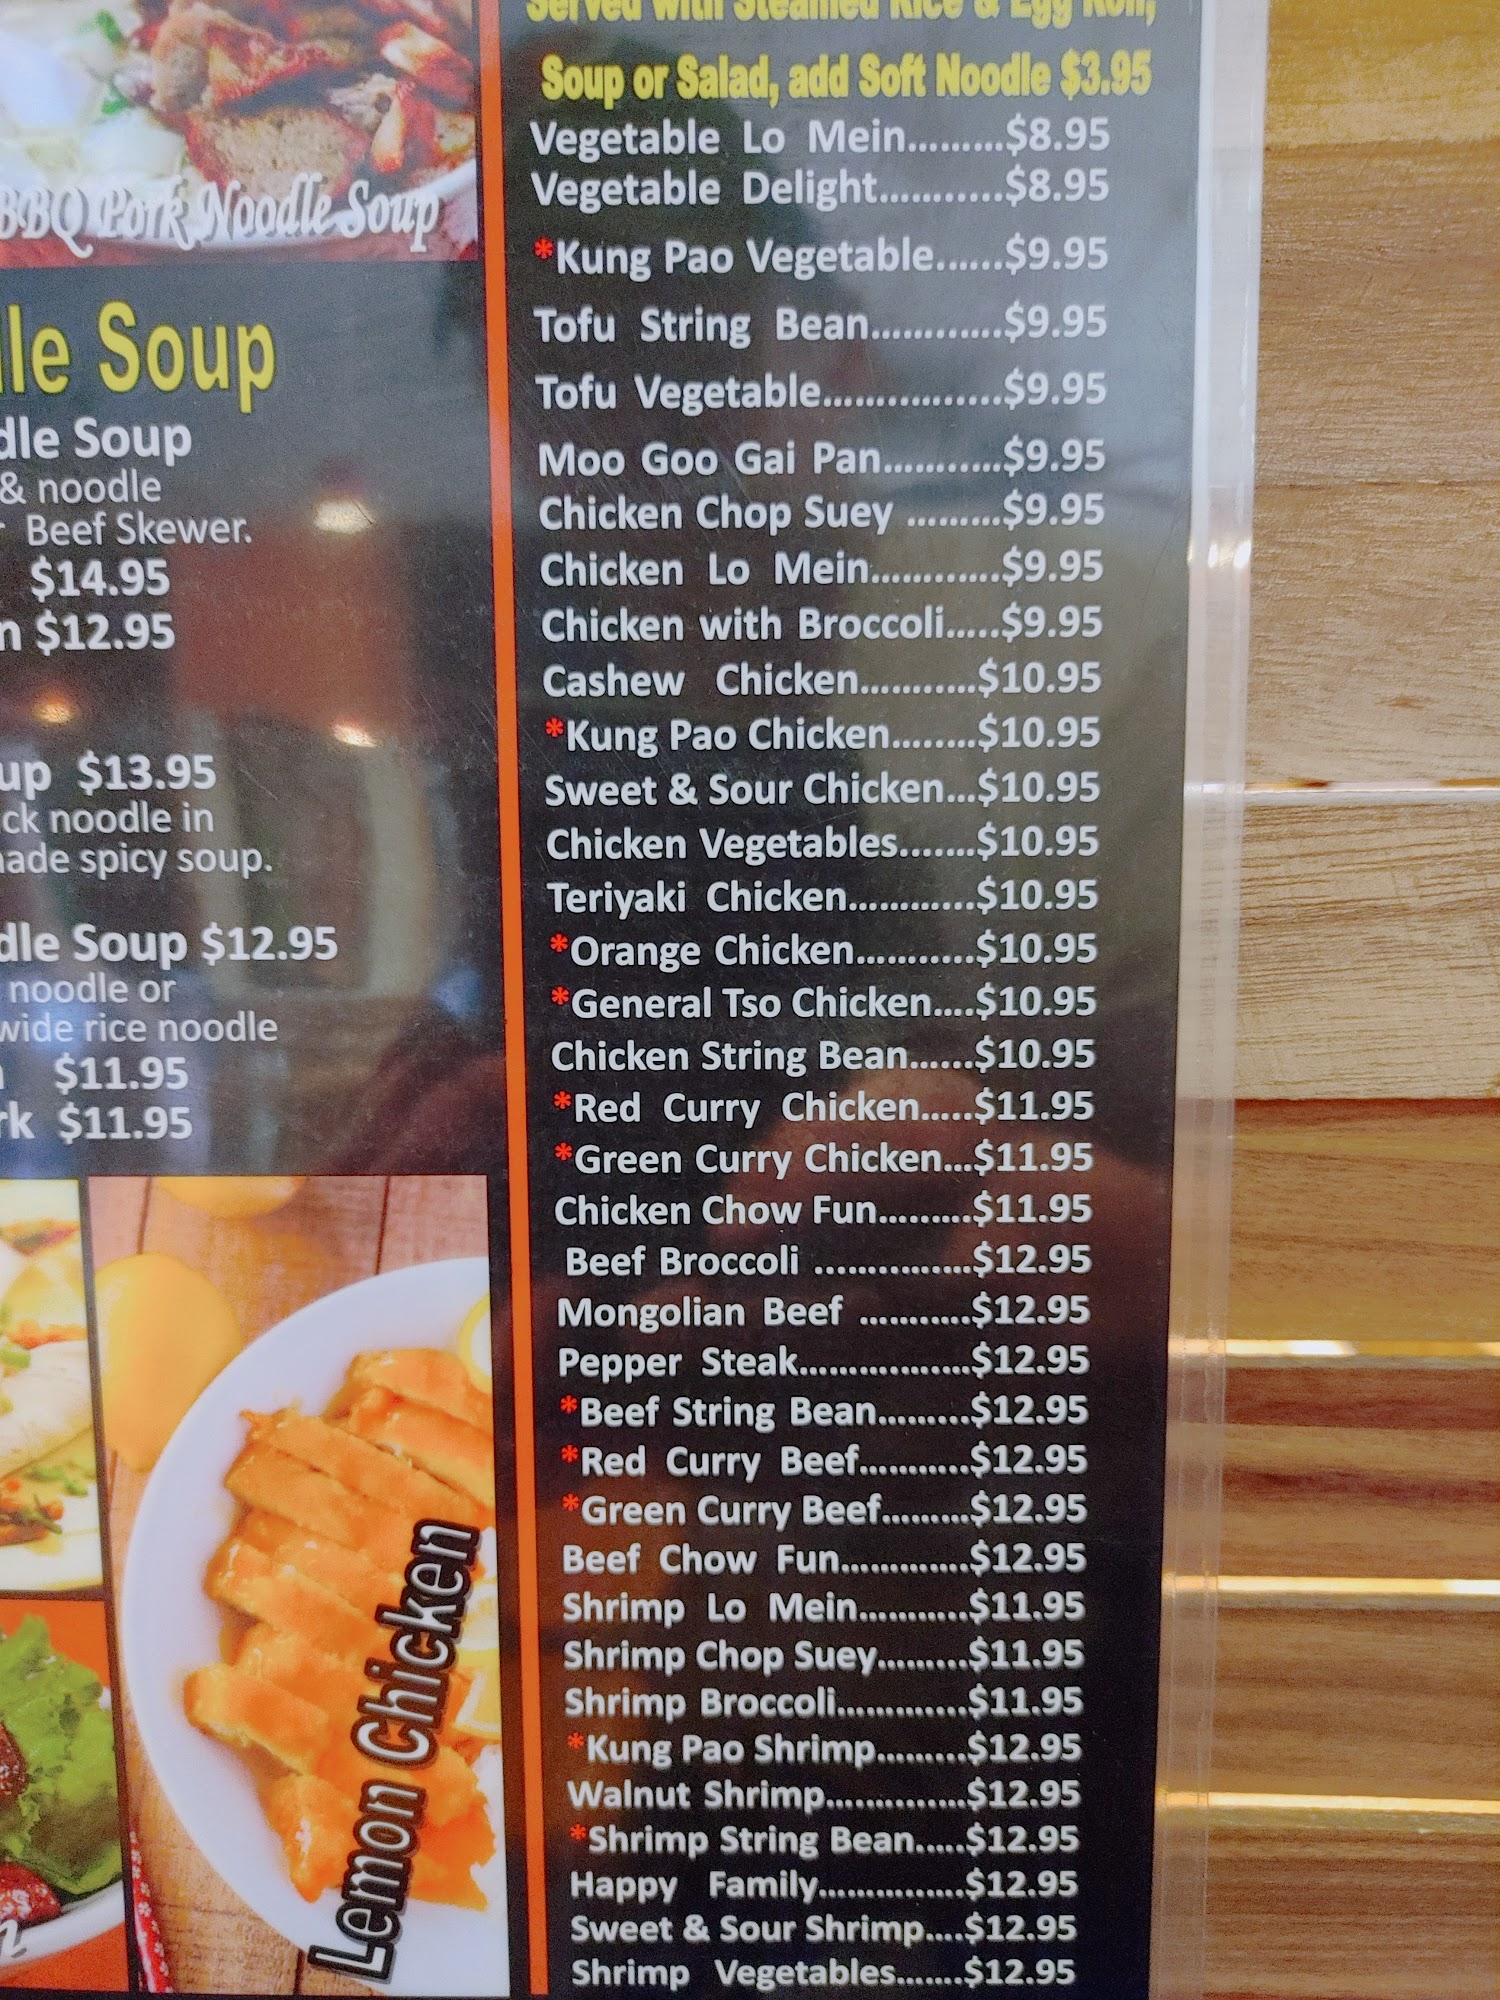 BBQ Pork Noodle Soup
Soup
Soup
& noodle
Beef Skewer.
$14.95
$12.95
$13.95
noodle in
spicy soup.
Soup $12.95
noodle or
wide rice noodle
$11.95
$11.95
Lemon Chicken
Served with Steamed Rice & Egg Roll,
Soup or Salad, add Soft Noodle $3.95
Vegetable Lo Mein.........$8.95
Vegetable Delight............$8.95
*Kung Pao Vegetable......$9.95
Tofu String Bean............$9.95
Tofu Vegetable................$9.95
Moo Goo Gai Pan...........$9.95
Chicken Chop Suey .........$9.95
Chicken Lo Mein............$9.95
Chicken with Broccoli.....$9.95
Cashew Chicken...........$10.95
*Kung Pao Chicken........$10.95
Sweet & Sour Chicken...$10.95
Chicken Vegetables.......$10.95
Teriyaki Chicken............$10.95
*Orange Chicken...........$10.95
*General Tso Chicken....$10.95
Chicken String Bean......$10.95
*Red Curry Chicken.....$11.95
*Green Curry Chicken...$11.95
Chicken Chow Fun.........$11.95
Beef Broccoli ...............$12.95
Mongolian Beef ...........$12.95
Pepper Steak.................$12.95
*Beef String Bean.........$12.95
*Red Curry Beef...........$12.95
*Green Curry Beef.........$12.95
Beef Chow Fun.............$12.95
Shrimp Lo Mein...........$11.95
Shrimp Chop Suey.........$11.95
Shrimp Broccoli.............$11.95
*Kung Pao Shrimp.........$12.95
Walnut Shrimp..............$12.95
*Shrimp String Bean.....$12.95
Happy Family...............$12.95
Sweet & Sour Shrimp....$12.95
Shrimp Vegetables.......$12.95